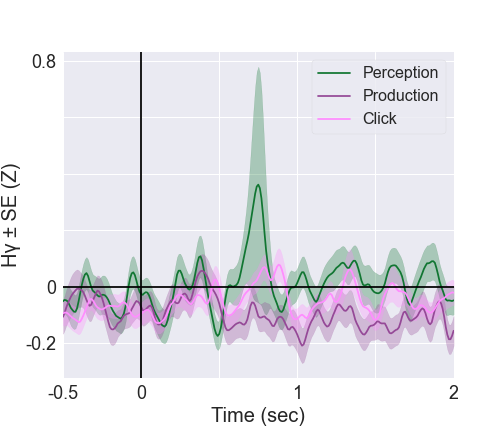 0.8
Perception
Production
Click
Hγ ± SE (Z)
0
-0.2
-0.5
0
1
2
Time (sec)